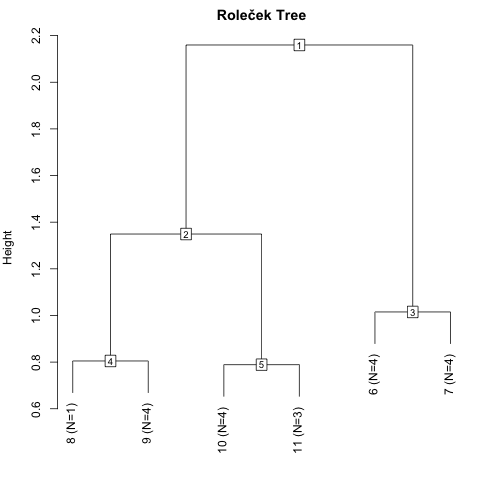 Roleček Tree
Height
2.2
2.0
1.8
1.6
1.4
1.2
1.0
0.8
0.6
1
2
3
4
5
8 (N=1)
9 (N=4)
10 (N=4)
11 (N=3)
6 (N=4)
7 (N=4)